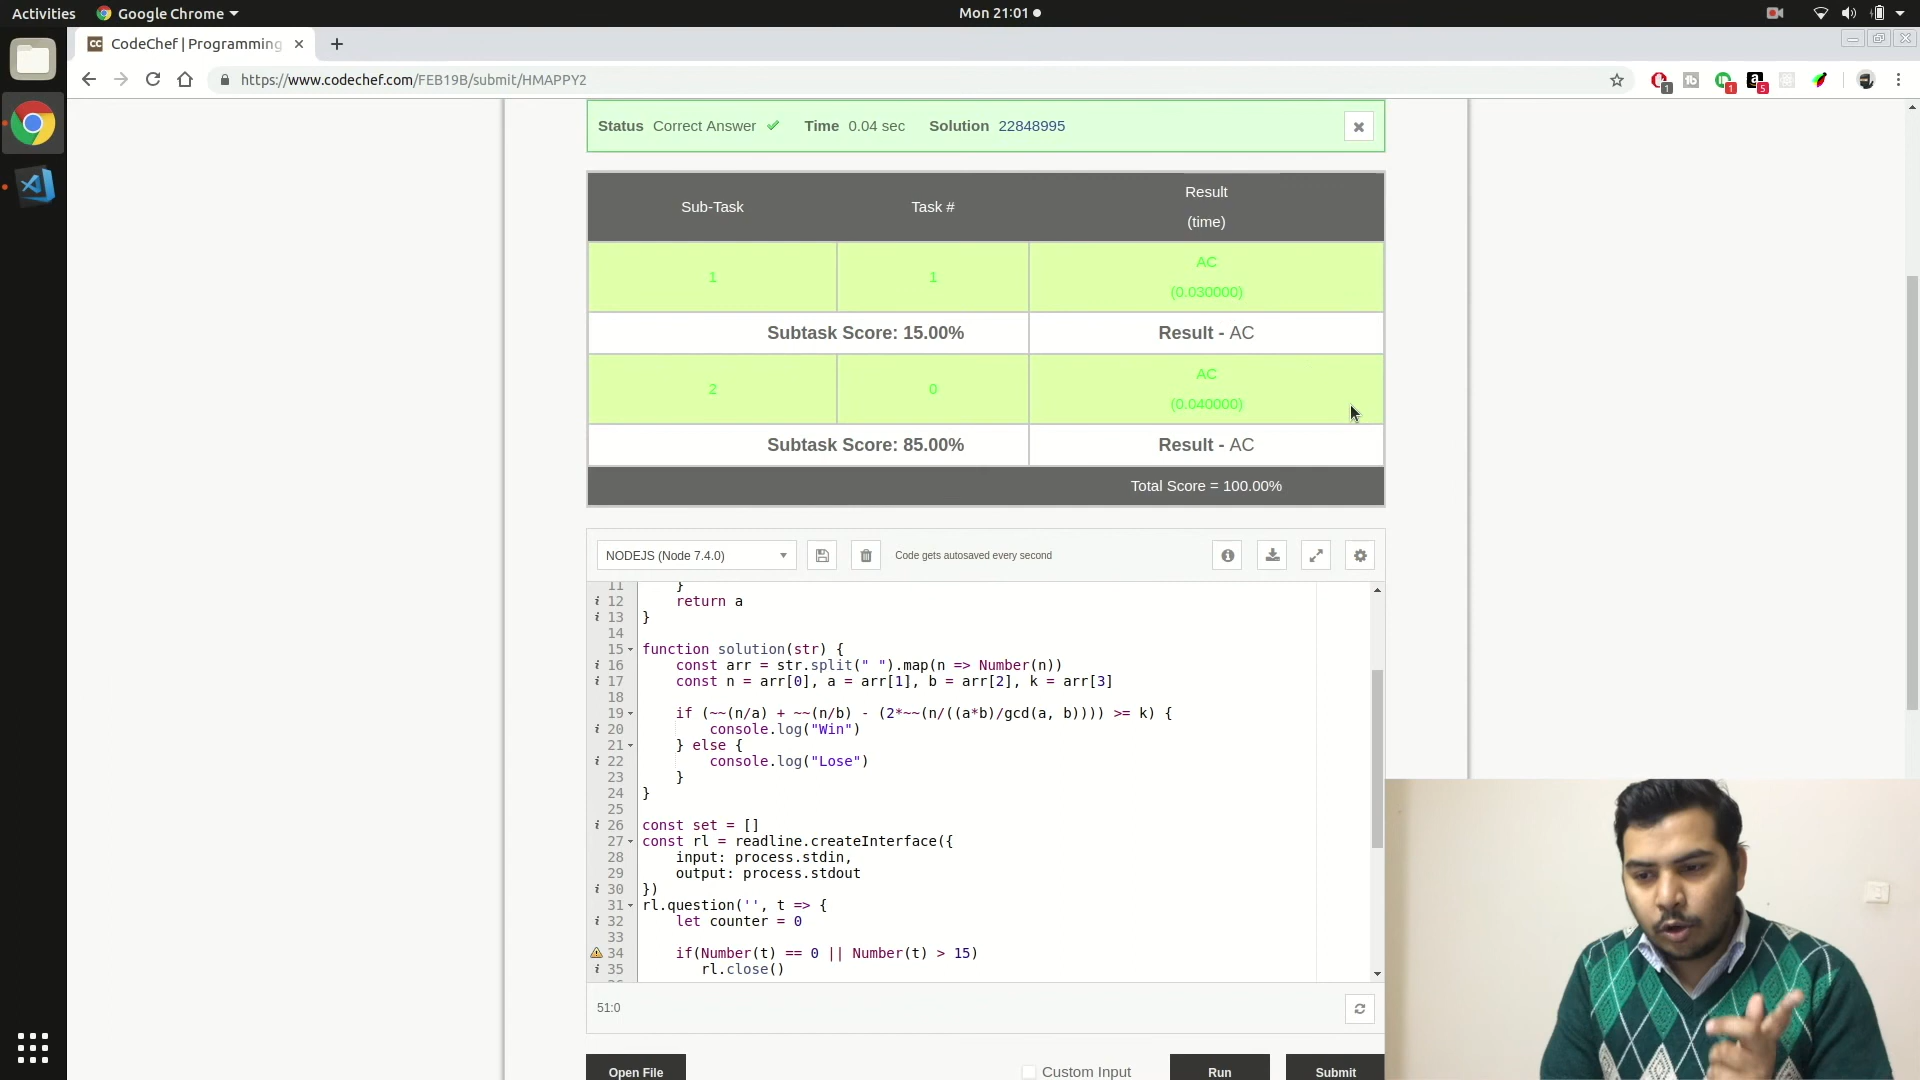 Activities
Google Chrome
Mon 21:01
CodeChef | Programming
https://www.codechef.com/FEB19B/submit/HMAPPY2
1
1
5
Status Correct Answer Time 0.04 sec Solution 22848995
Sub-Task Task # Result
(time)
1 1 AC
(0.030000)
Subtask Score: 15.00% Result - AC
2 0 AC
(0.040000)
Subtask Score: 85.00% Result - AC
Total Score = 100.00%
NODEJS (Node 7.4.0)
Code gets autosaved every second
11 }
12 return a
13 }
14
15 function solution(str) {
16 const arr = str.split(" ").map(n => Number(n))
17 const n = arr[0], a = arr[1], b = arr[2], k = arr[3]
18
19 if (~~(n/a) + ~~(n/b) - (2*~~(n/((a*b)/gcd(a, b)))) >= k) {
20 console.log("Win")
21 } else {
22 console.log("Lose")
23 }
24 }
25
26 const set = []
27 const rl = readline.createInterface({
28 input: process.stdin,
29 output: process.stdout
30 })
31 rl.question('', t => {
32 let counter = 0
33
34 if(Number(t) == 0 || Number(t) > 15)
35 rl.close()
51:0
Open File
Custom Input
Run
Submit